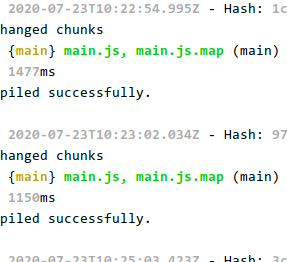 2020-07-23T10:22:54.995Z - Hash: 1c
hanged chunks
{main} main.js, main.js.map (main)
1477ms
piled successfully.
2020-07-23T10:23:02.034Z - Hash: 97
hanged chunks
{main} main.js, main.js.map (main)
1150ms
piled successfully.
2020-07-23T10:25:03.423Z - Hash: 3c